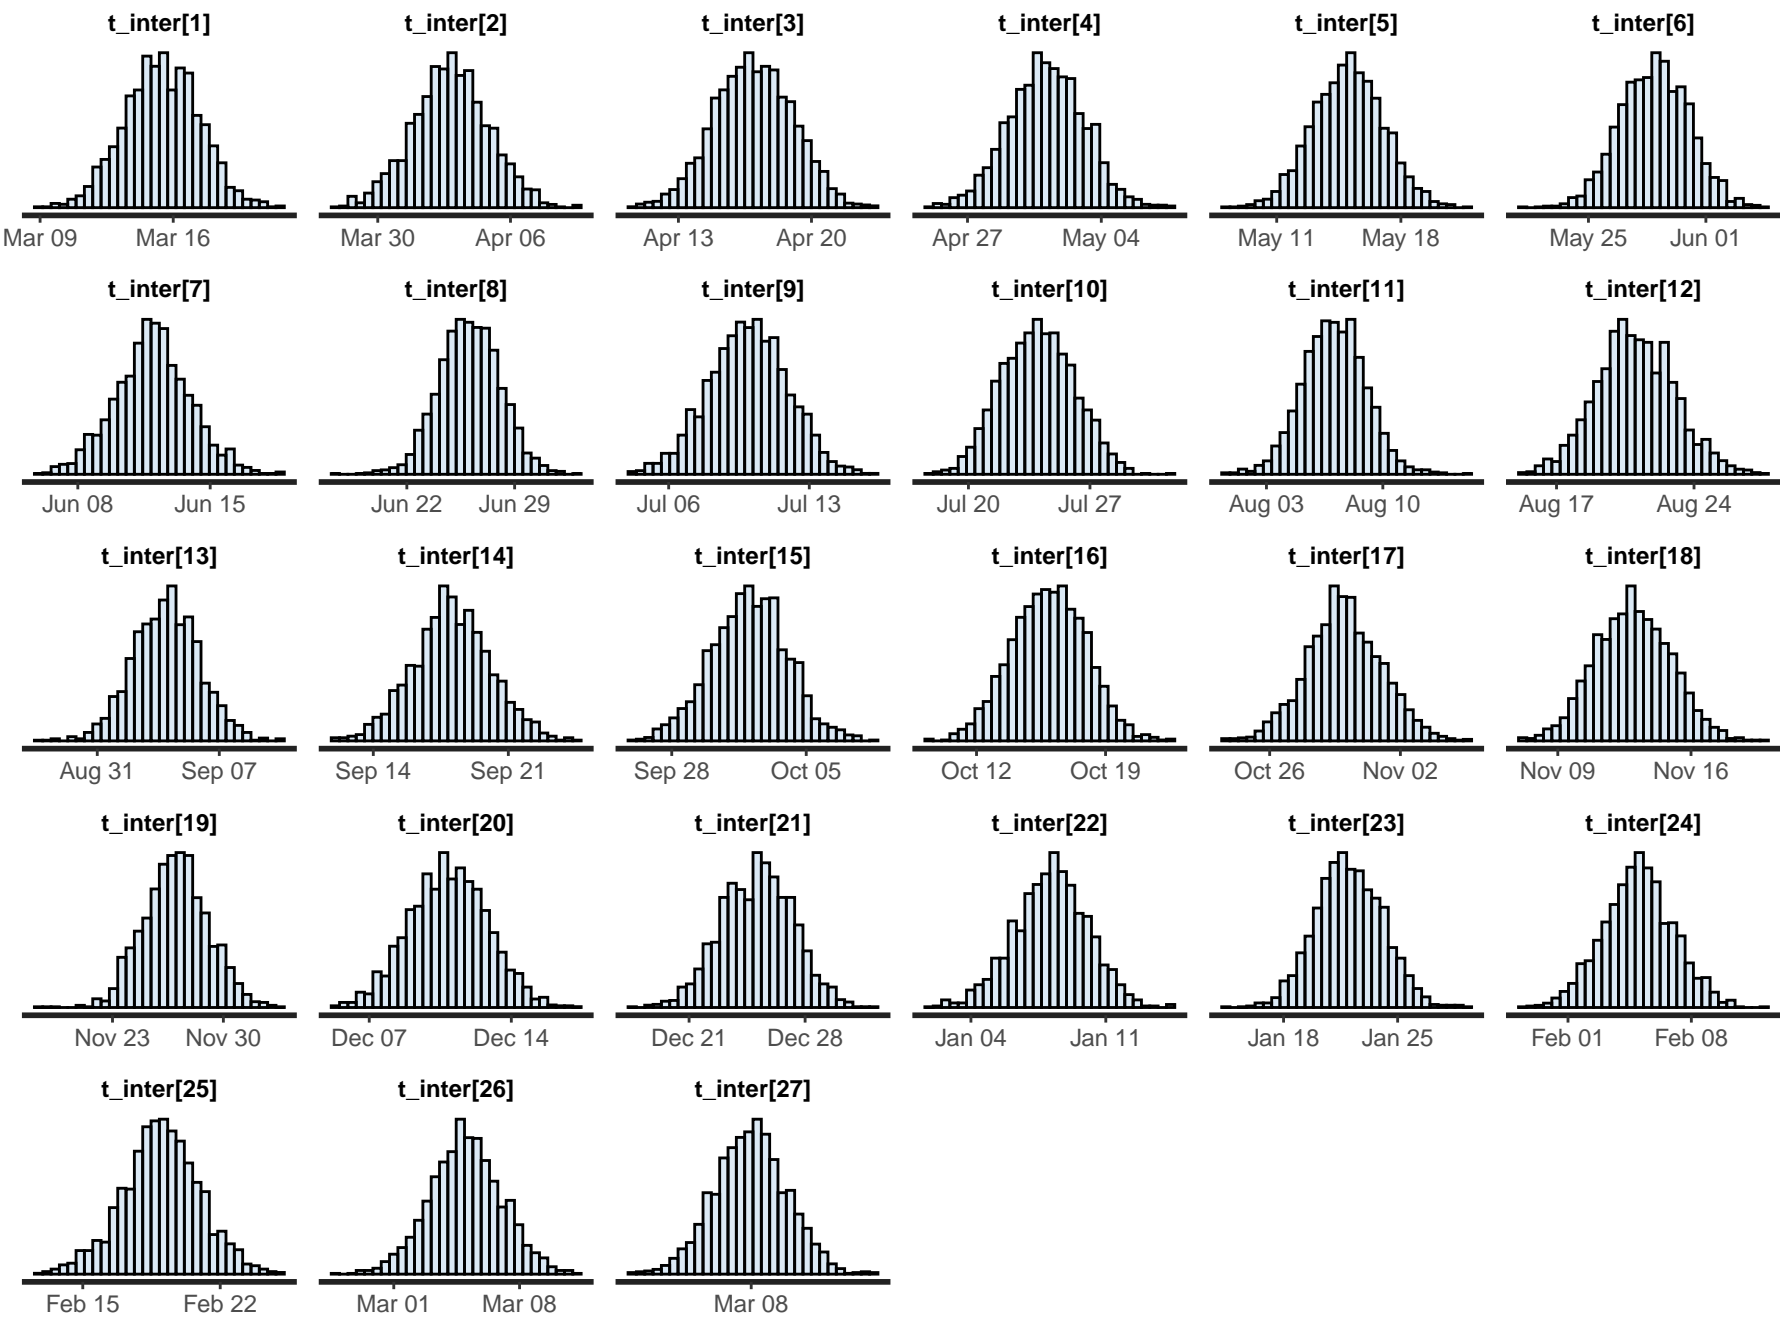 t_inter[1] t_inter[2] t_inter[3] t_inter[4] t_inter[5] t_inter[6]
Mar 09 Mar 16 Mar 30 Apr 06 Apr 13 Apr 20 Apr 27 May 04 May 11 May 18 May 25 Jun 01
t_inter[7] t_inter[8] t_inter[9] t_inter[10] t_inter[11] t_inter[12]
Jun 08 Jun 15 Jun 22 Jun 29 Jul 06 Jul 13 Jul 20 Jul 27 Aug 03 Aug 10 Aug 17 Aug 24
t_inter[13] t_inter[14] t_inter[15] t_inter[16] t_inter[17] t_inter[18]
Aug 31 Sep 07 Sep 14 Sep 21 Sep 28 Oct 05 Oct 12 Oct 19 Oct 26 Nov 02 Nov 09 Nov 16
t_inter[19] t_inter[20] t_inter[21] t_inter[22] t_inter[23] t_inter[24]
Nov 23 Nov 30 Dec 07 Dec 14 Dec 21 Dec 28 Jan 04 Jan 11 Jan 18 Jan 25 Feb 01 Feb 08
t_inter[25] t_inter[26] t_inter[27]
Feb 15 Feb 22 Mar 01 Mar 08 Mar 08